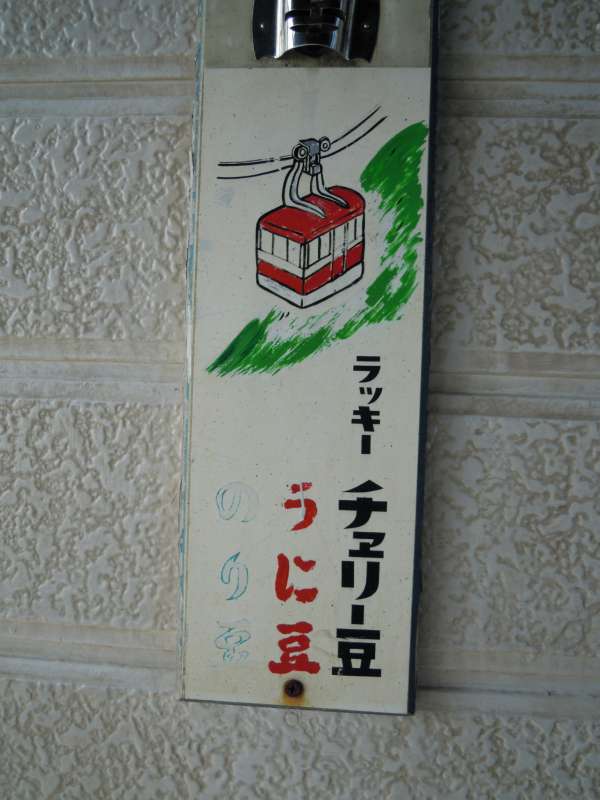 ラッキー チェリー豆
うに豆
のり豆